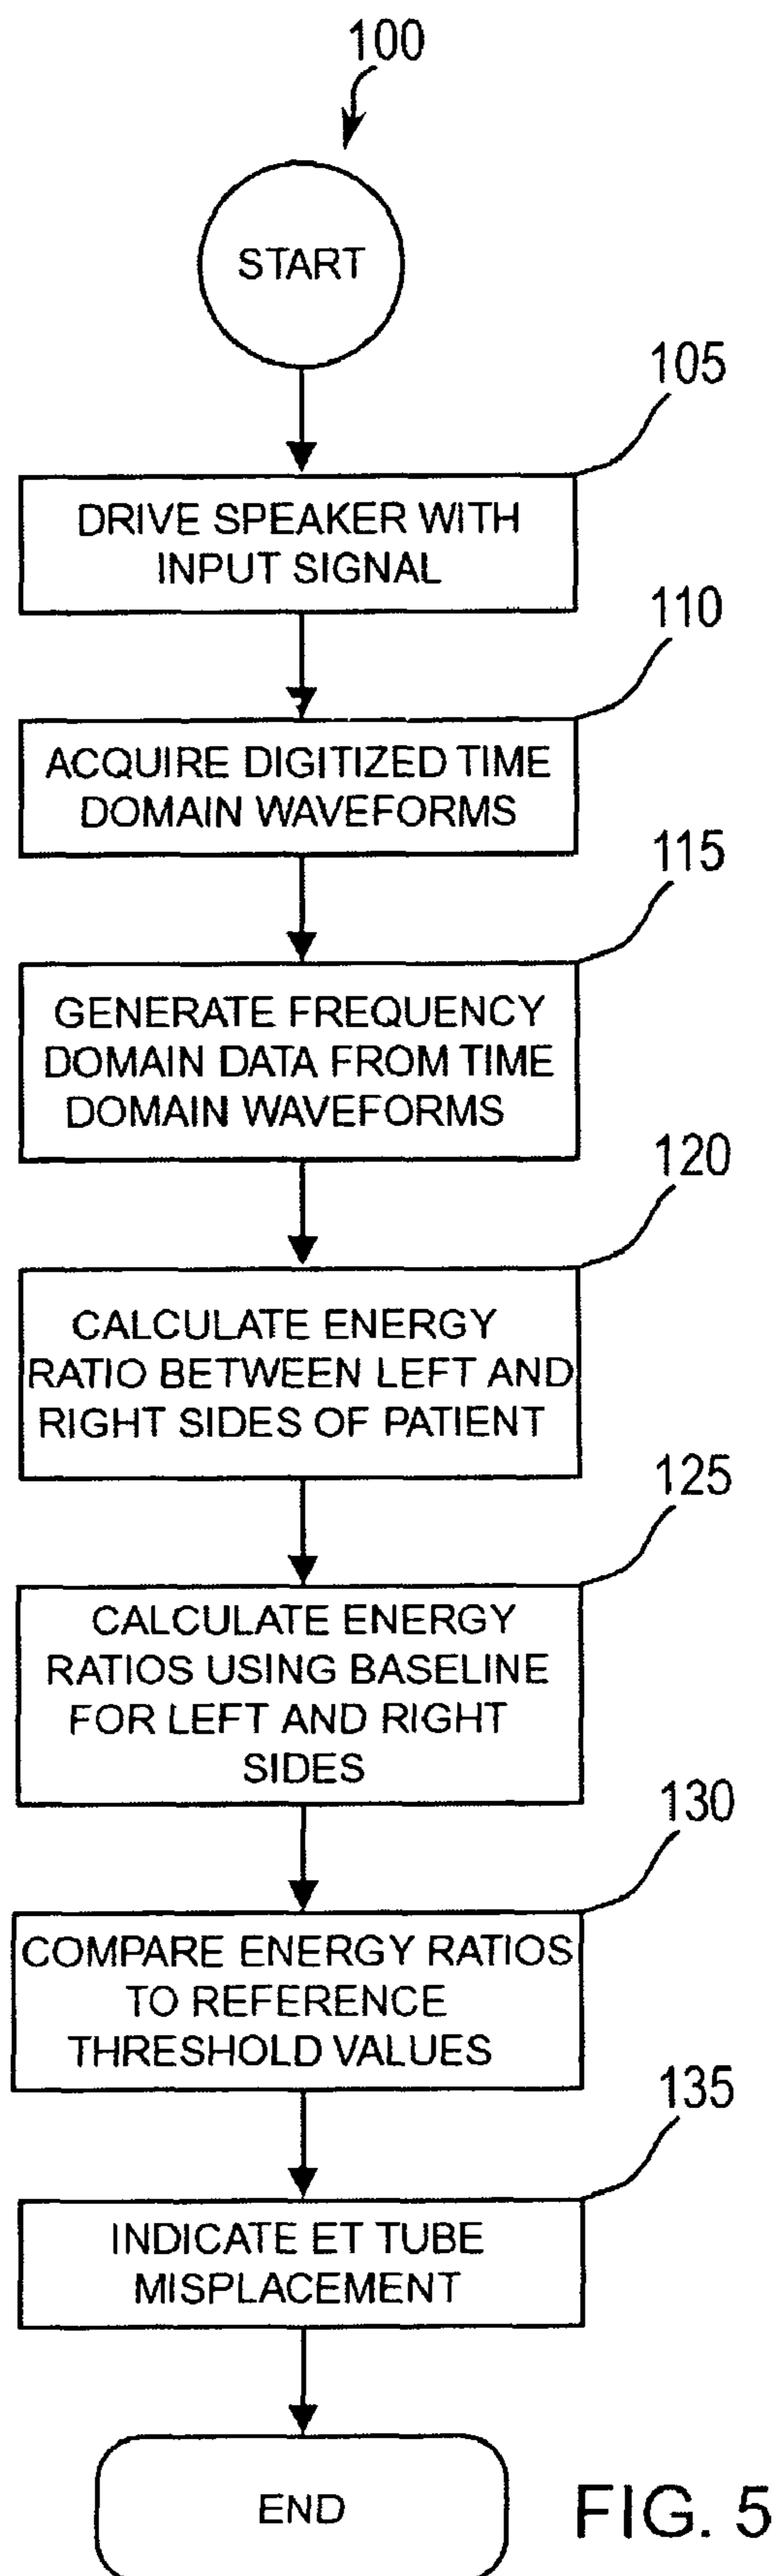 100
START
105
DRIVE SPEAKER WITH
INPUT SIGNAL
110
ACQUIRE DIGITIZED TIME
DOMAIN WAVEFORMS
115
GENERATE FREQUENCY
DOMAIN DATA FROM TIME
DOMAIN WAVEFORMS
120
CALCULATE ENERGY
RATIO BETWEEN LEFT AND
RIGHT SIDES OF PATIENT
125
CALCULATE ENERGY
RATIOS USING BASELINE
FOR LEFT AND RIGHT
SIDES
130
COMPARE ENERGY RATIOS
TO REFERENCE
THRESHOLD VALUES
135
INDICATE ET TUBE
MISPLACEMENT
END
FIG. 5